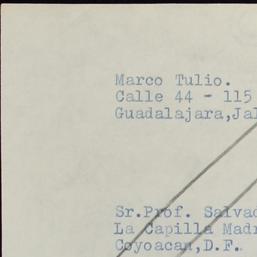 Marco Tulio.
Calle 44 - 115
Guadalajara,Jal
Sr.Prof. Salvad
La Capilla Madr
Coyoacan,D.F.